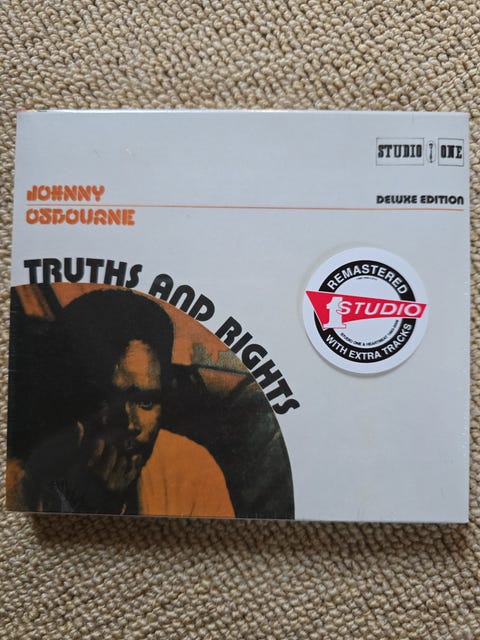 STUDIO ONE
JOHNNY
OSBOURNE
DELUXE EDITION
TRUTHS AND RIGHTS
REMASTERED
1 STUDIO
WITH EXTRA TRACKS